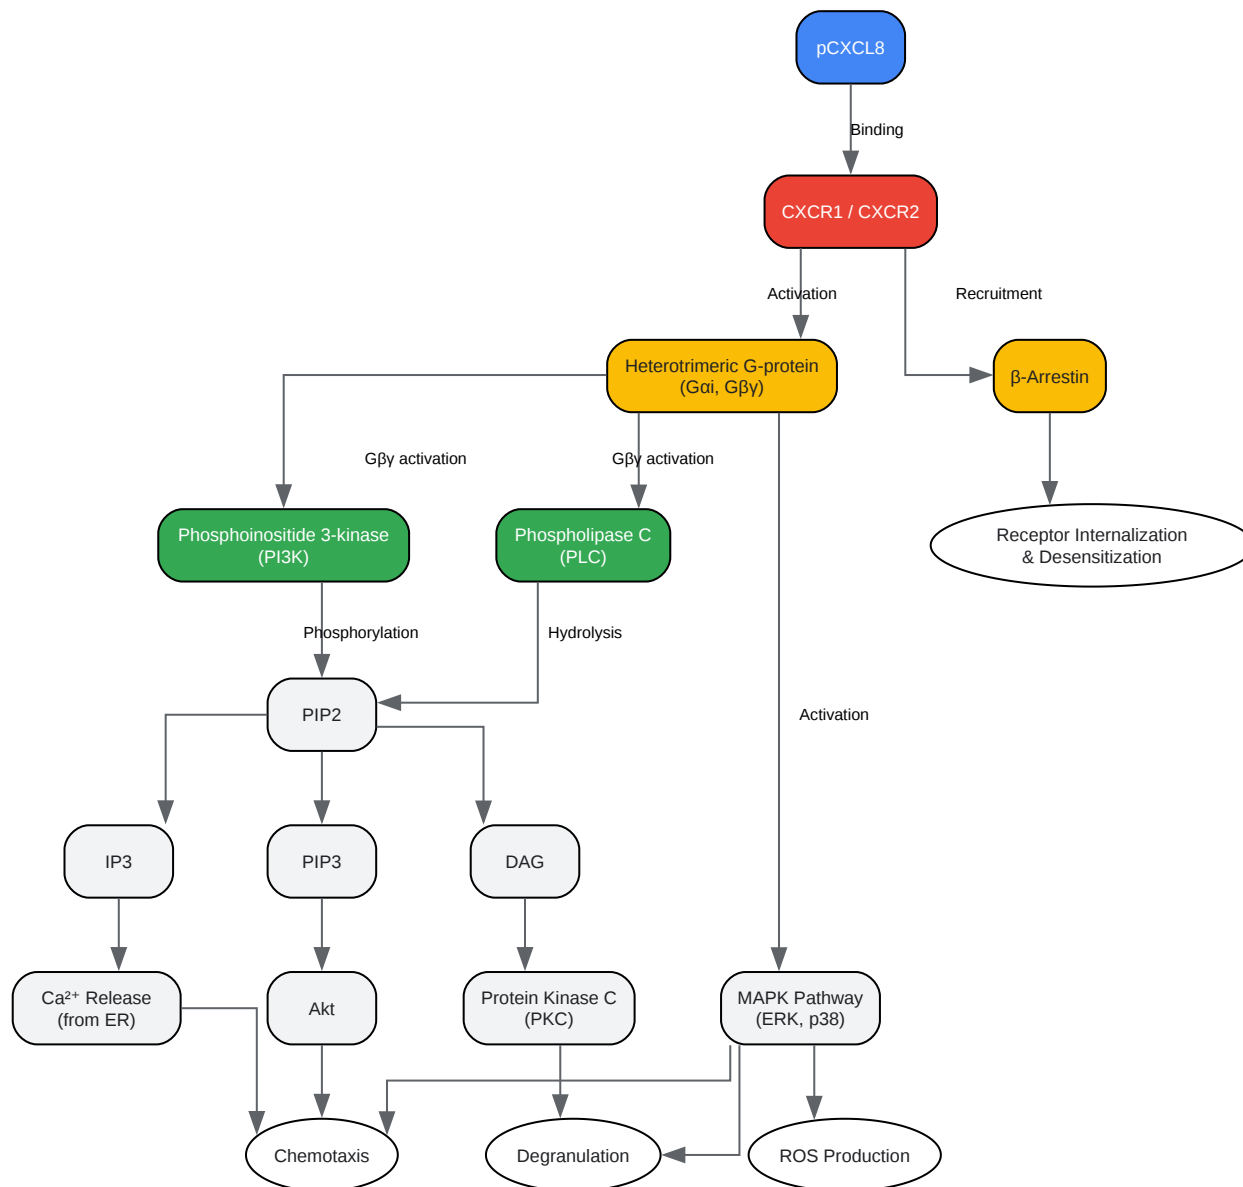 pCXCL8
Binding
CXCR1 / CXCR2
Activation
Recruitment
Heterotrimeric G-protein
(Gαi, Gβγ)
β-Arrestin
Gβγ activation
Gβγ activation
Phosphoinositide 3-kinase
(PI3K)
Phospholipase C
(PLC)
Receptor Internalization
& Desensitization
Phosphorylation
Hydrolysis
PIP2
Activation
IP3
PIP3
DAG
Ca²⁺ Release
(from ER)
Akt
Protein Kinase C
(PKC)
MAPK Pathway
(ERK, p38)
Chemotaxis
Degranulation
ROS Production